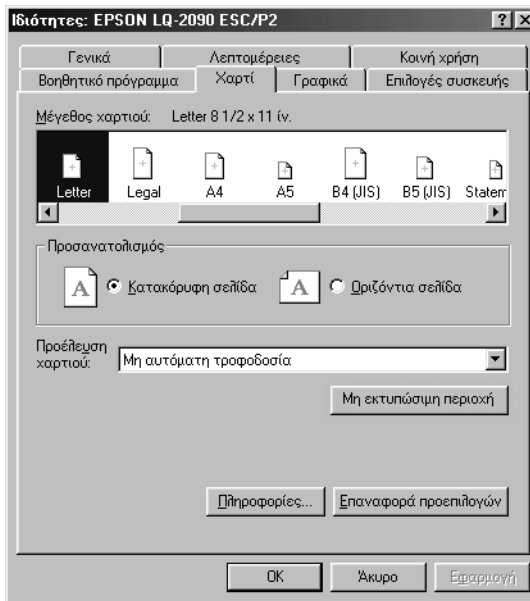 Ιδιότητες: EPSON LQ-2090 ESC/P2
Γενικά Λεπτομέρειες Κοινή χρήση
Βοηθητικό πρόγραμμα Χαρτί Γραφικά Επιλογές συσκευής
Μέγεθος χαρτιού: Letter 8 1/2 x 11 ίν.
Letter Legal A4 A5 B4 (JIS) B5 (JIS) Statem
Προσανατολισμός
A Κατακόρυφη σελίδα A Οριζόντια σελίδα
Προέλευση
χαρτιού: Μη αυτόματη τροφοδοσία
Μη εκτυπώσιμη περιοχή
Πληροφορίες... Επαναφορά προεπιλογών
OK Άκυρο Εφαρμογή